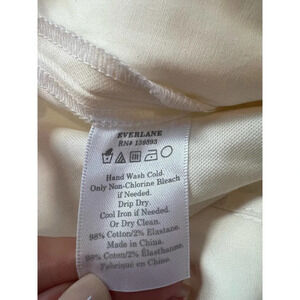 EVERLANE
RN# 139893
Hand Wash Cold.
Only Non-Chlorine Bleach
if Needed.
Drip Dry.
Cool Iron if Needed.
Or Dry Clean.
98% Cotton/2% Elastane.
Made in China.
98% Coton/2% Élasthanne.
Fabriqué en Chine.